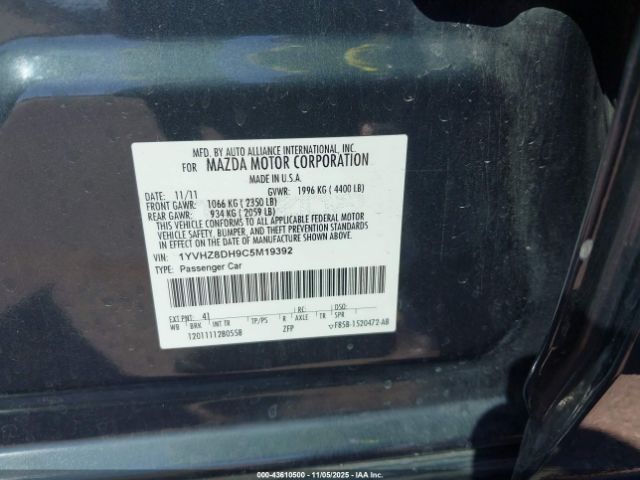 MFD. BY AUTO ALLIANCE INTERNATIONAL, INC.
FOR MAZDA MOTOR CORPORATION
MADE IN U.S.A.
DATE: 11/11 GVWR: 1996 KG ( 4400 LB)
FRONT GAWR: 1066 KG ( 2350 LB)
REAR GAWR: 934 KG ( 2059 LB)
THIS VEHICLE CONFORMS TO ALL APPLICABLE FEDERAL MOTOR
VEHICLE SAFETY, BUMPER, AND THEFT PREVENTION STANDARDS
IN EFFECT ON THE DATE OF MANUFACTURE SHOWN ABOVE.
VIN: 1YVHZ8DH9C5M19392
TYPE: Passenger Car
EXT PNT: 41 RC: DSO:
WB BRK INT TR TP/PS R AXLE TR SPR
12011112B055B ZFP F85B-1520472-AB
000-43610500 - 11/05/2025 - IAA, Inc.